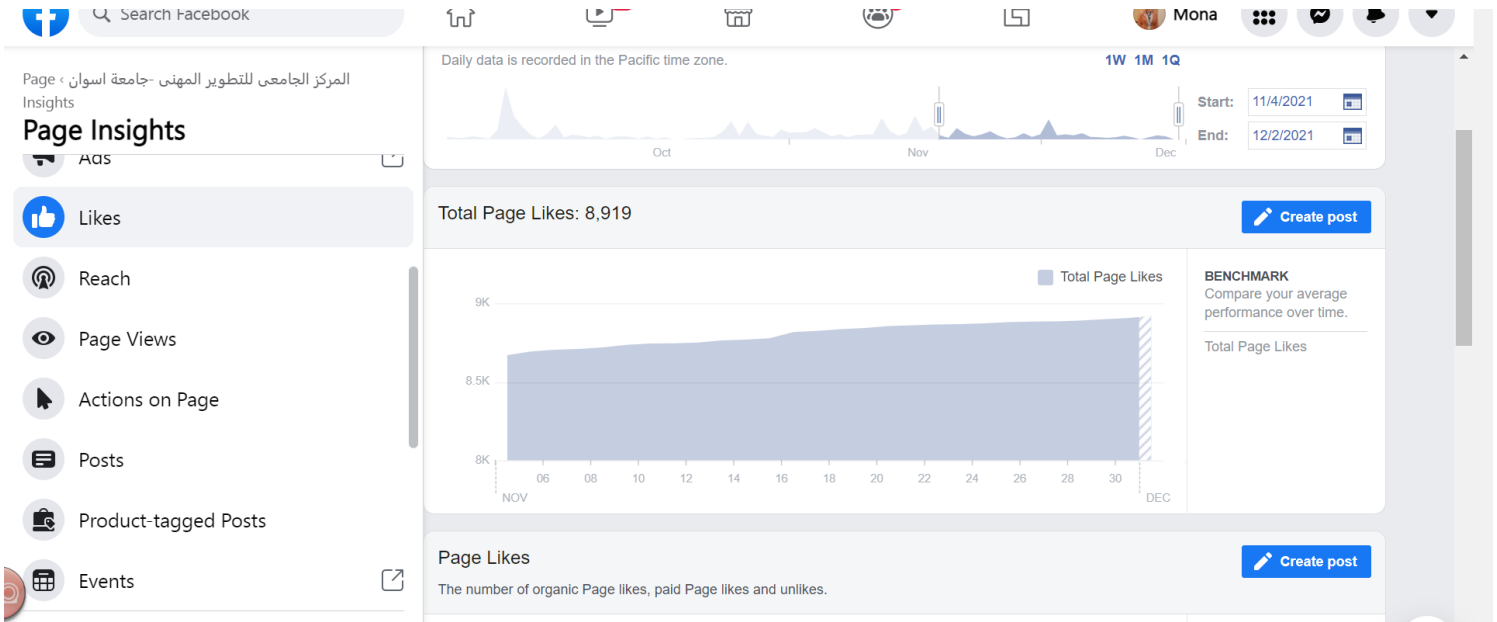 Search Facebook
Mona
المركز الجامعى للتطوير المهنى -جامعة اسوان › Page
Insights
Page Insights
Ads
Likes
Reach
Page Views
Actions on Page
Posts
Product-tagged Posts
Events
Daily data is recorded in the Pacific time zone.
1W 1M 1Q
Oct
Nov
Dec
Start: 11/4/2021
End: 12/2/2021
Total Page Likes: 8,919
Create post
Total Page Likes
9K
8.5K
8K
06 08 10 12 14 16 18 20 22 24 26 28 30
NOV
DEC
BENCHMARK
Compare your average
performance over time.
Total Page Likes
Page Likes
The number of organic Page likes, paid Page likes and unlikes.
Create post